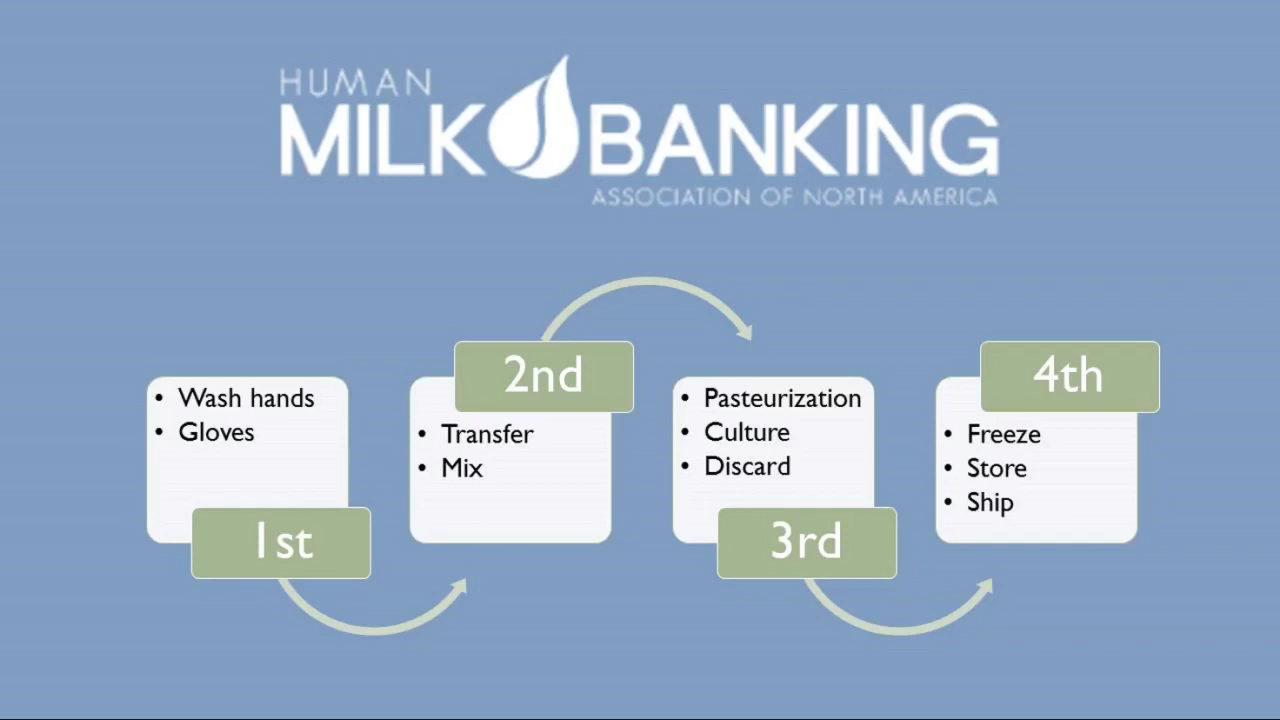 HUMAN
MILK BANKING
ASSOCIATION OF NORTH AMERICA
• Wash hands
• Gloves
1st
2nd
• Transfer
• Mix
• Pasteurization
• Culture
• Discard
3rd
4th
• Freeze
• Store
• Ship